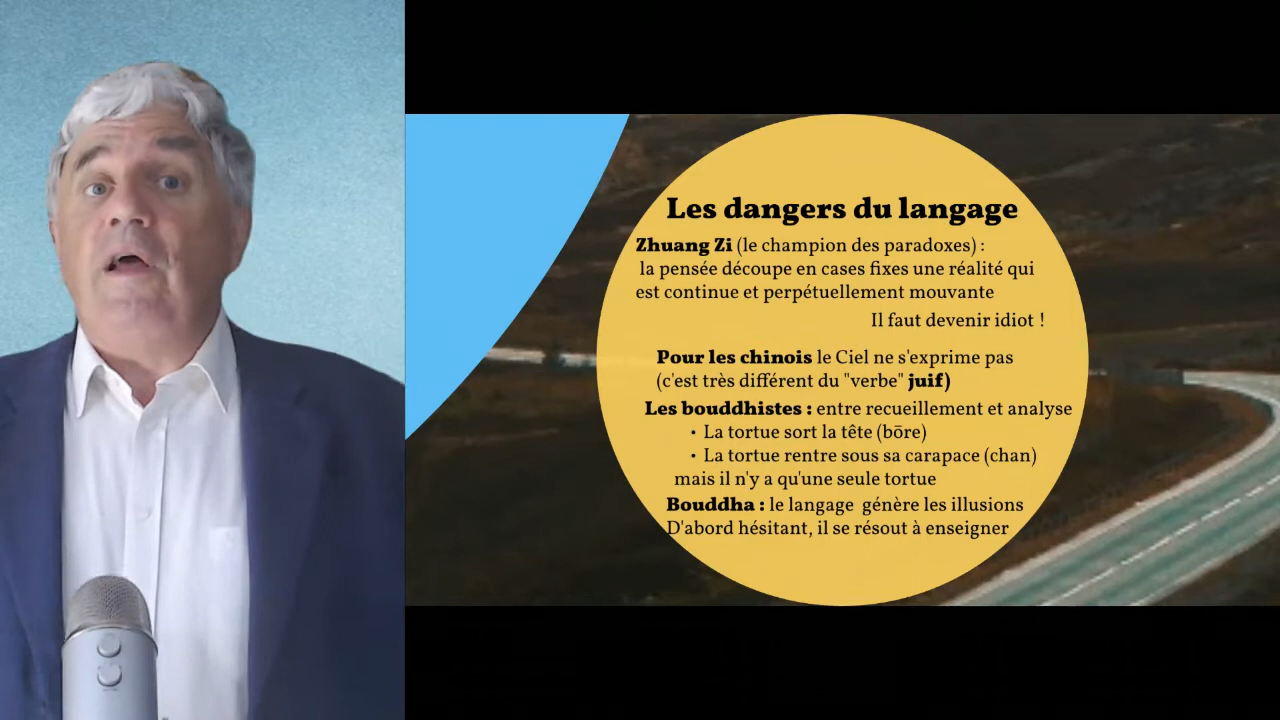 Les dangers du langage
Zhuang Zi (le champion des paradoxes) :
la pensée découpe en cases fixes une réalité qui
est continue et perpétuellement mouvante
Il faut devenir idiot !
Pour les chinois le Ciel ne s'exprime pas
(c'est très différent du "verbe" juif)
Les bouddhistes : entre recueillement et analyse
• La tortue sort la tête (bōre)
• La tortue rentre sous sa carapace (chan)
mais il n'y a qu'une seule tortue
Bouddha : le langage génère les illusions
D'abord hésitant, il se résout à enseigner